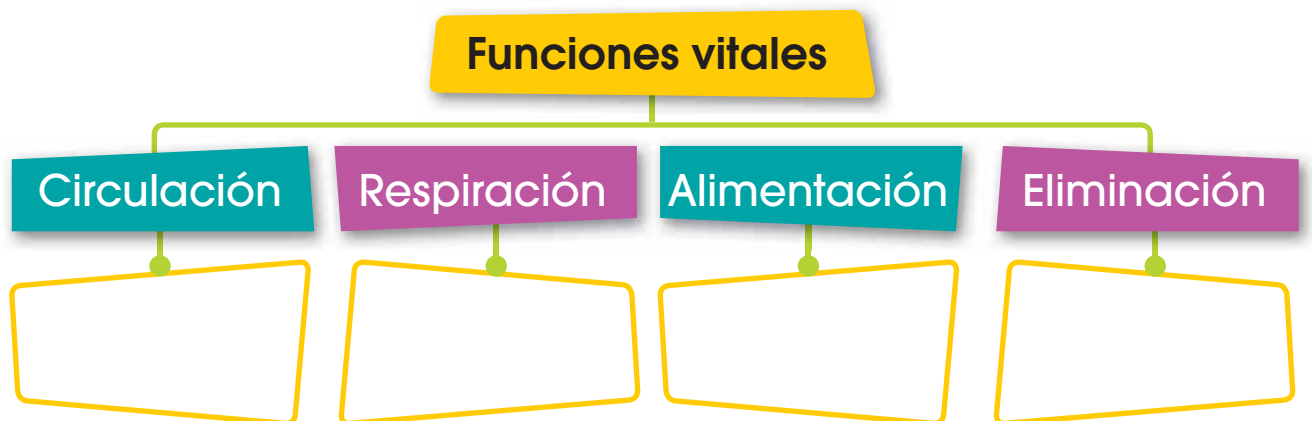 Funciones vitales
Circulación
Respiración
Alimentación
Eliminación